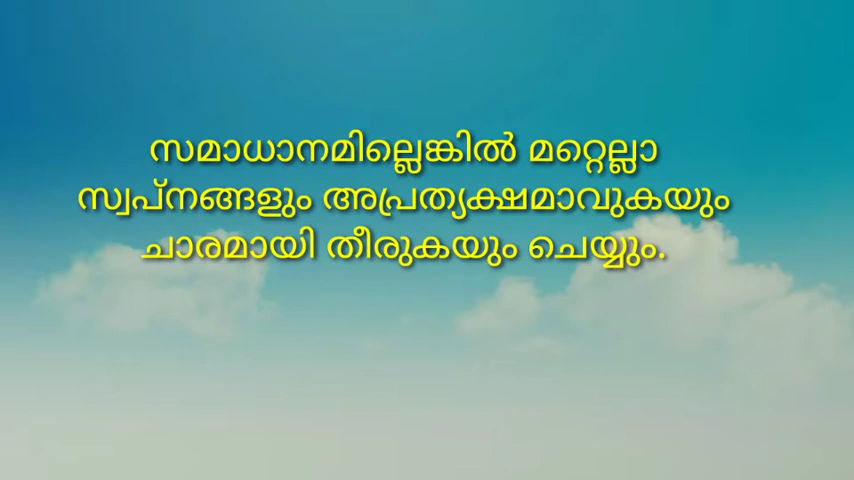 സമാധാനമില്ലെങ്കിൽ മറ്റെല്ലാ
സ്വപ്നങ്ങളും അപ്രത്യക്ഷമാവുകയും
ചാരമായി തീരുകയും ചെയ്യും.